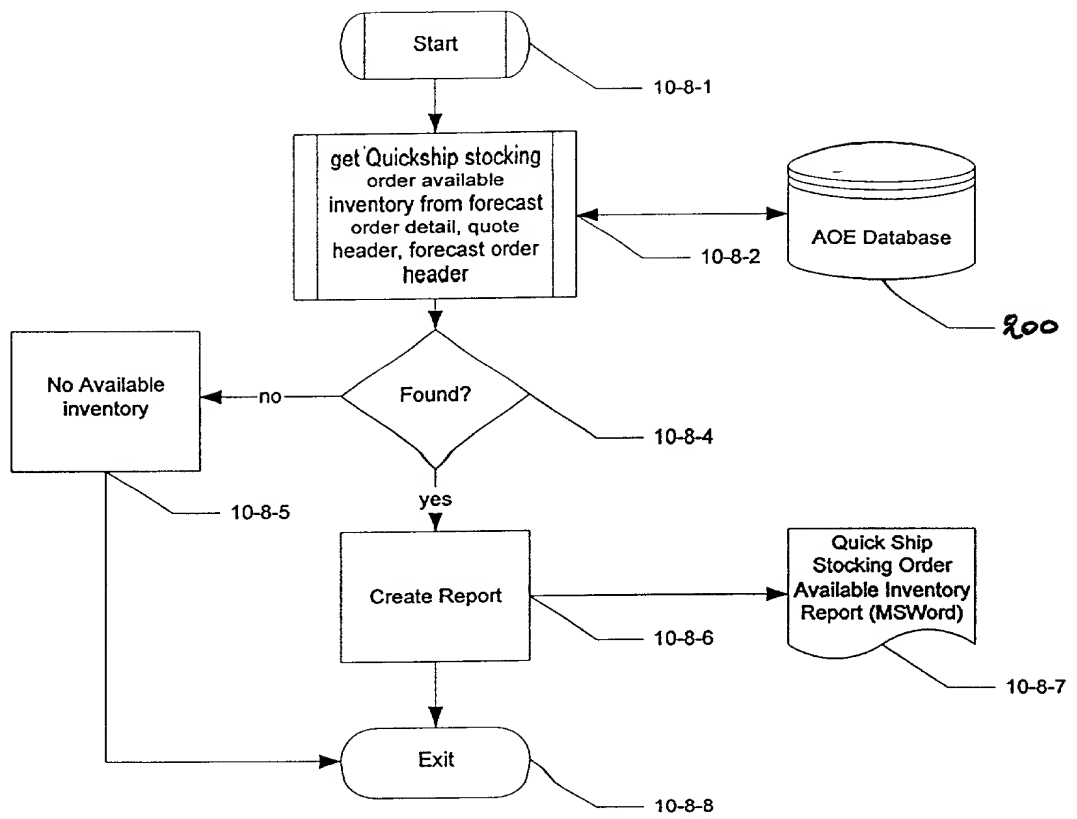 Start
10-8-1
get Quickship stocking
order available
inventory from forecast
order detail, quote
header, forecast order
header
10-8-2
AOE Database
200
No Available
inventory
no
Found?
10-8-4
10-8-5
yes
Create Report
10-8-6
Quick Ship
Stocking Order
Available Inventory
Report (MSWord)
10-8-7
Exit
10-8-8